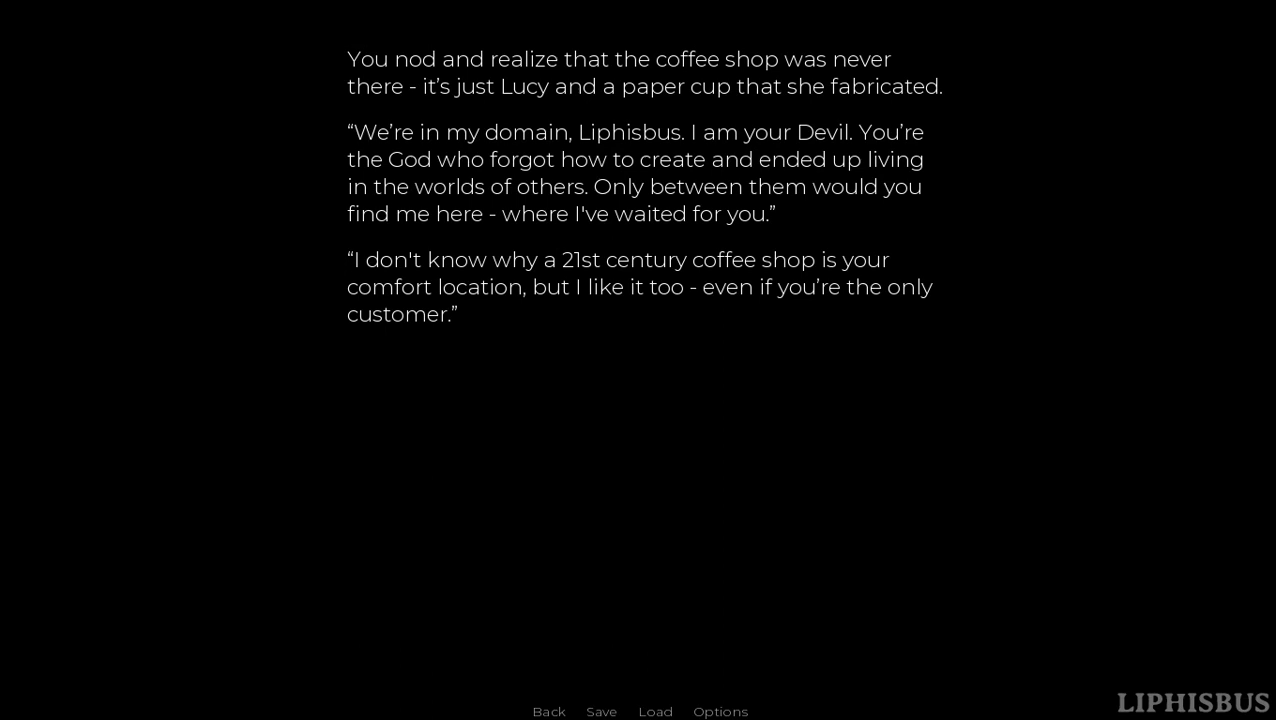 You nod and realize that the coffee shop was never
there - it’s just Lucy and a paper cup that she fabricated.
“We’re in my domain, Liphisbus. I am your Devil. You’re
the God who forgot how to create and ended up living
in the worlds of others. Only between them would you
find me here - where I've waited for you.”
“I don't know why a 21st century coffee shop is your
comfort location, but I like it too - even if you’re the only
customer.”
Back Save Load Options
LIPHISBUS